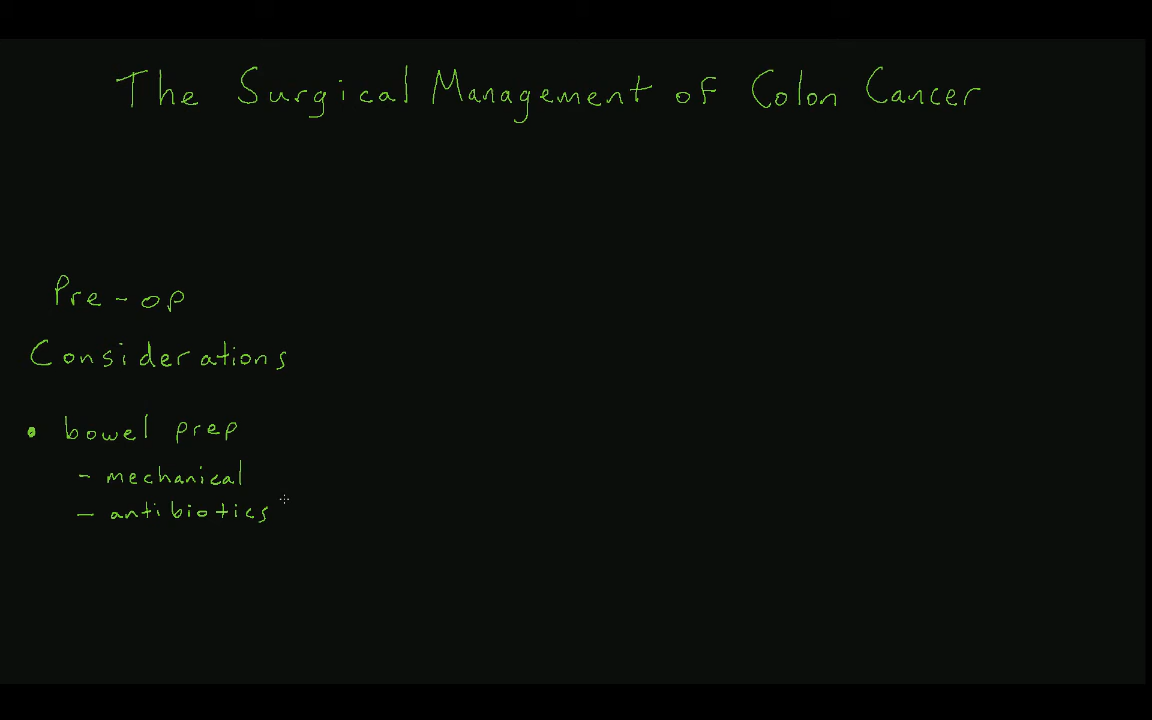 The Surgical Management of Colon Cancer
Pre-op
Considerations
• bowel prep
- mechanical
- antibiotics